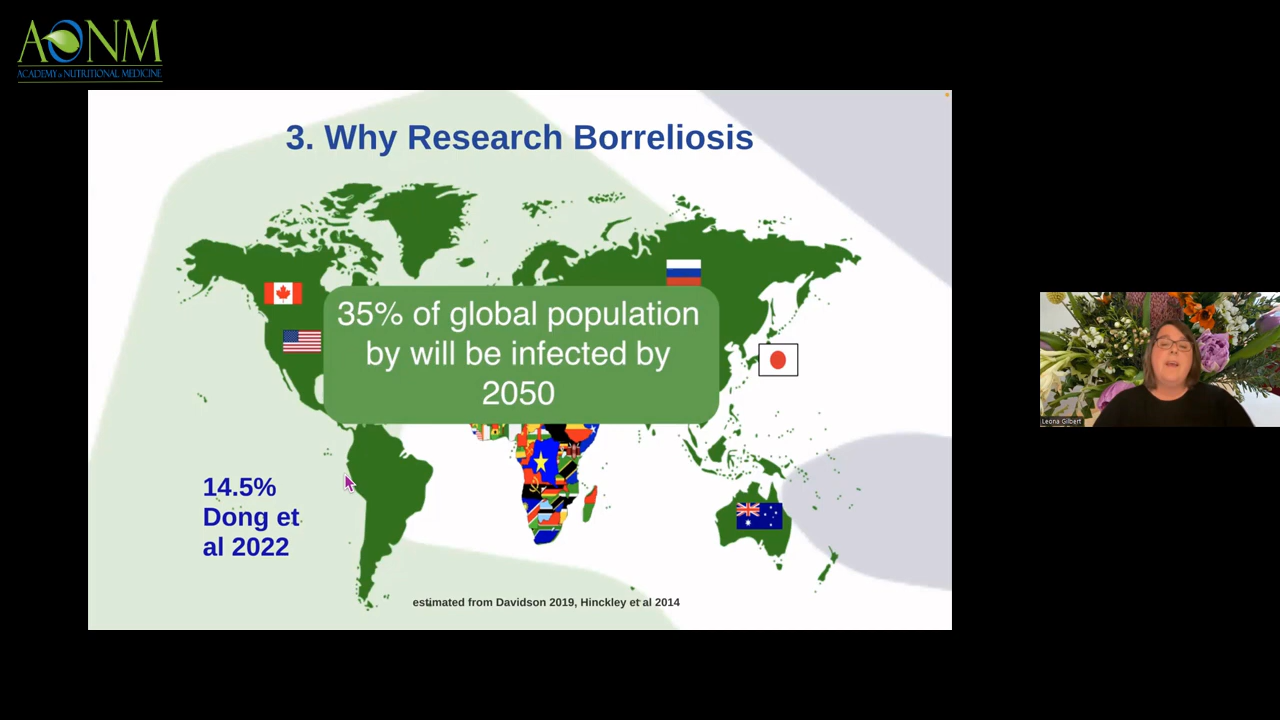 AONM
ACADEMY of NUTRITIONAL MEDICINE
3. Why Research Borreliosis
35% of global population
by will be infected by
2050
14.5%
Dong et
al 2022
estimated from Davidson 2019, Hinckley et al 2014
Leona Gilbert